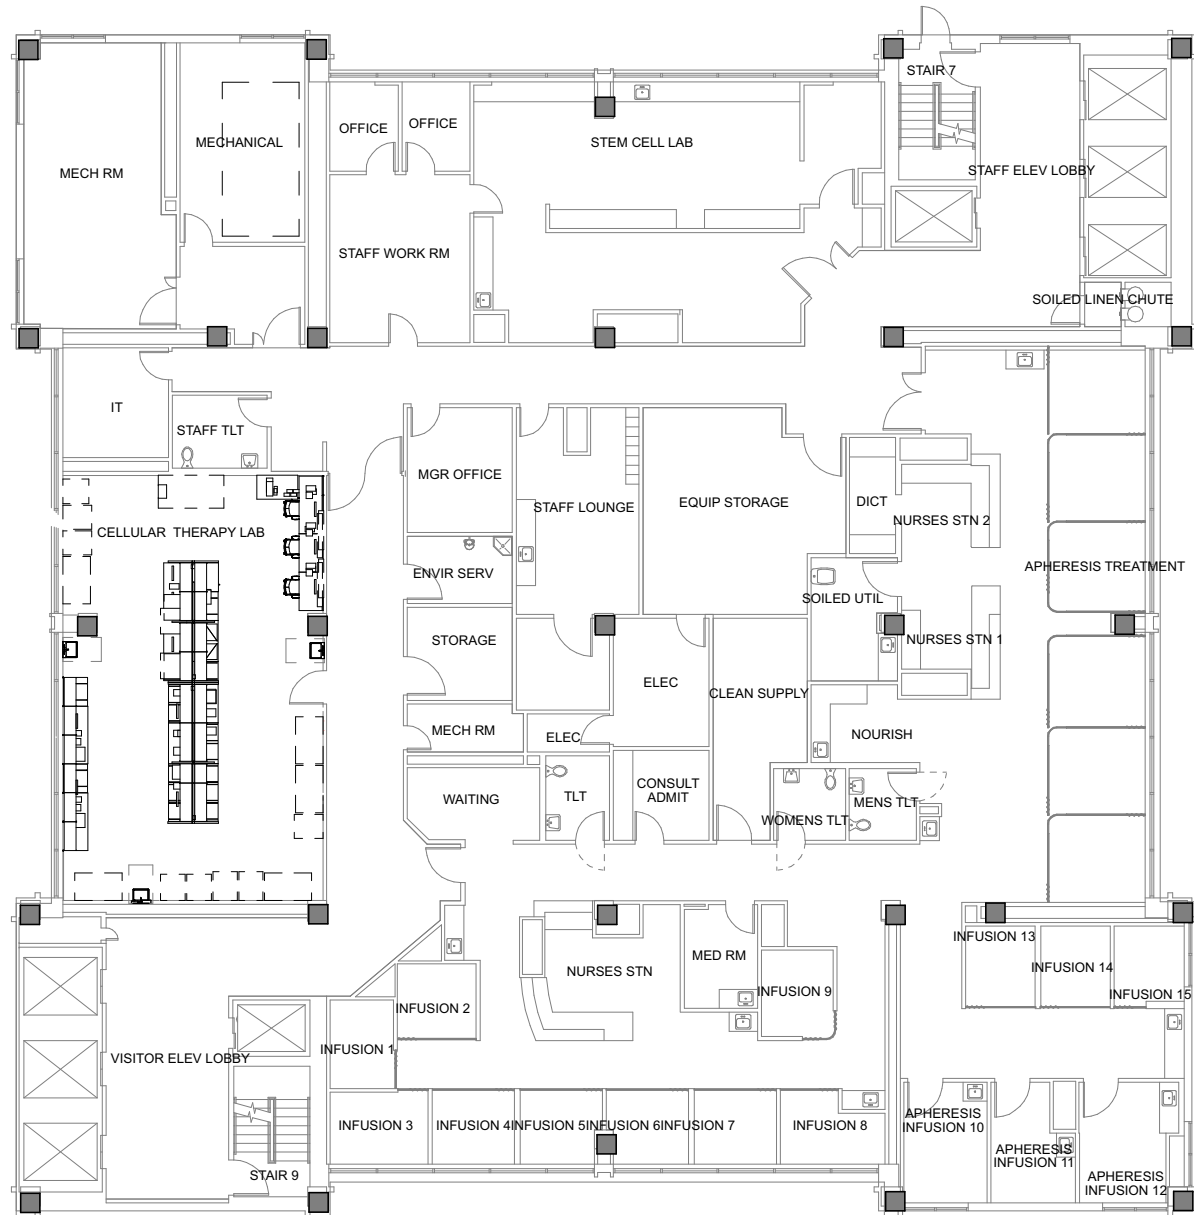 STAIR 7
OFFICE
OFFICE
MECHANICAL
STEM CELL LAB
MECH RM
STAFF ELEV LOBBY
STAFF WORK RM
SOILED LINEN CHUTE
IT
STAFF TLT
MGR OFFICE
STAFF LOUNGE
EQUIP STORAGE
DICT
NURSES STN 2
CELLULAR THERAPY LAB
ENVIR SERV
APHERESIS TREATMENT
SOILED UTIL
STORAGE
NURSES STN 1
ELEC
CLEAN SUPPLY
MECH RM
ELEC
NOURISH
WAITING
TLT
CONSULT
ADMIT
MENS TLT
WOMENS TLT
INFUSION 13
NURSES STN
MED RM
INFUSION 14
INFUSION 9
INFUSION 15
INFUSION 2
INFUSION 1
VISITOR ELEV LOBBY
INFUSION 3
INFUSION 4
INFUSION 5
INFUSION 6
INFUSION 7
INFUSION 8
APHERESIS
INFUSION 10
APHERESIS
INFUSION 11
STAIR 9
APHERESIS
INFUSION 12